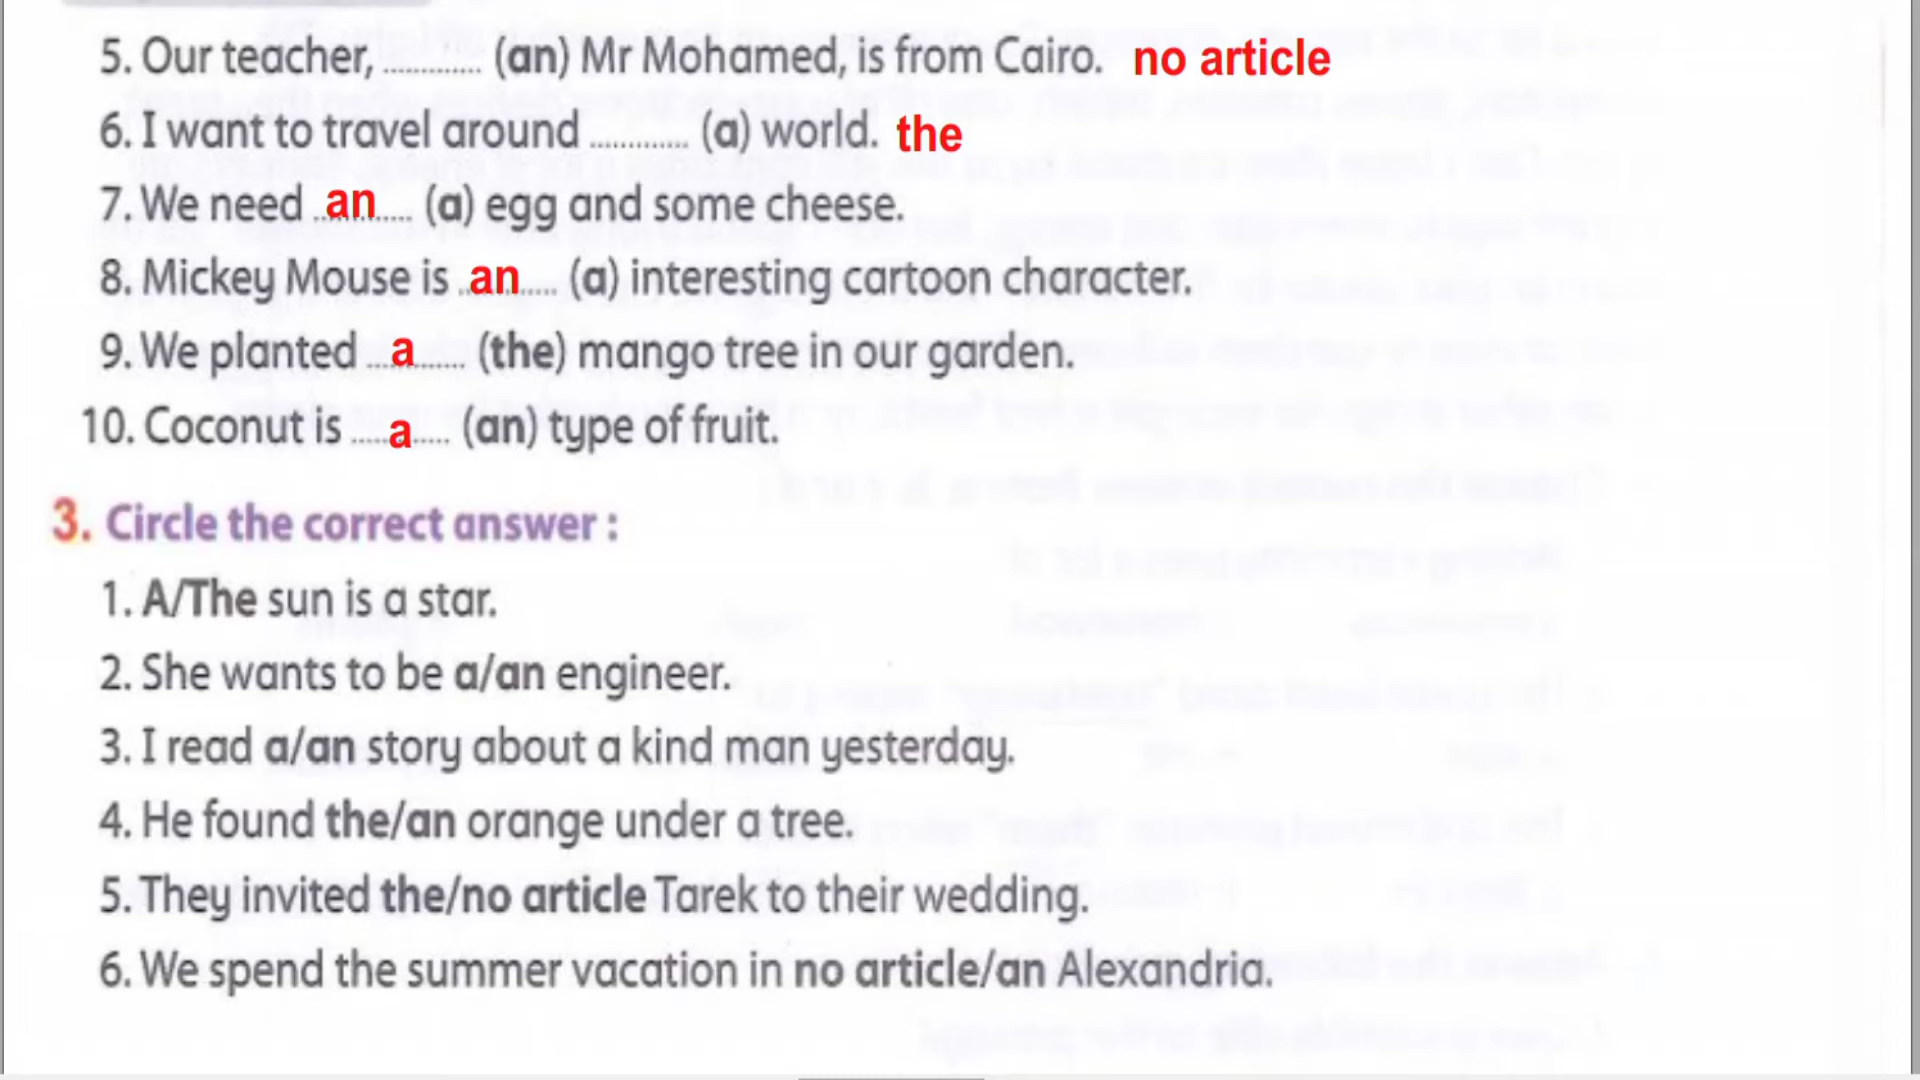 5. Our teacher, ............ (an) Mr Mohamed, is from Cairo. no article
6. I want to travel around ............ (a) world. the
7. We need ...an... (a) egg and some cheese.
8. Mickey Mouse is ...an... (a) interesting cartoon character.
9. We planted ...a... (the) mango tree in our garden.
10. Coconut is ...a... (an) type of fruit.
3. Circle the correct answer :
1. A/The sun is a star.
2. She wants to be a/an engineer.
3. I read a/an story about a kind man yesterday.
4. He found the/an orange under a tree.
5. They invited the/no article Tarek to their wedding.
6. We spend the summer vacation in no article/an Alexandria.